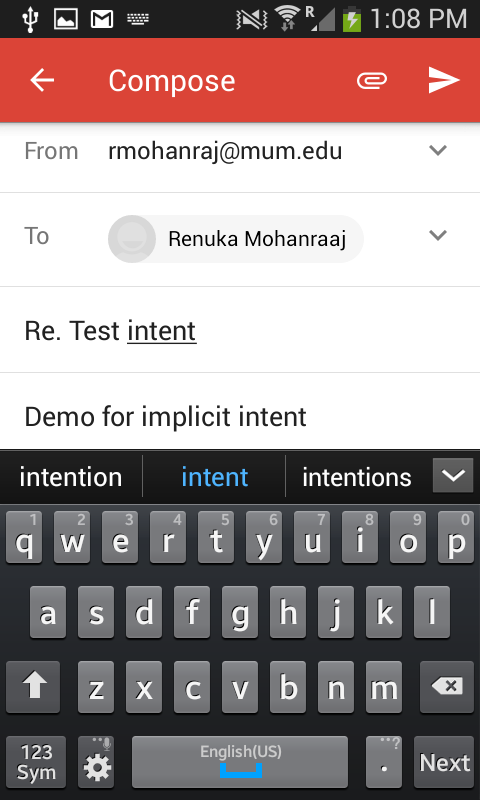 R 1:08 PM
Compose
From rmohanraj@mum.edu
To Renuka Mohanraaj
Re. Test intent
Demo for implicit intent
intention intent intentions
1 2 3 4 5 6 7 8 9 0
q w e r t y u i o p
a s d f g h j k l
z x c v b n m
123 Sym English(US) . ...? Next